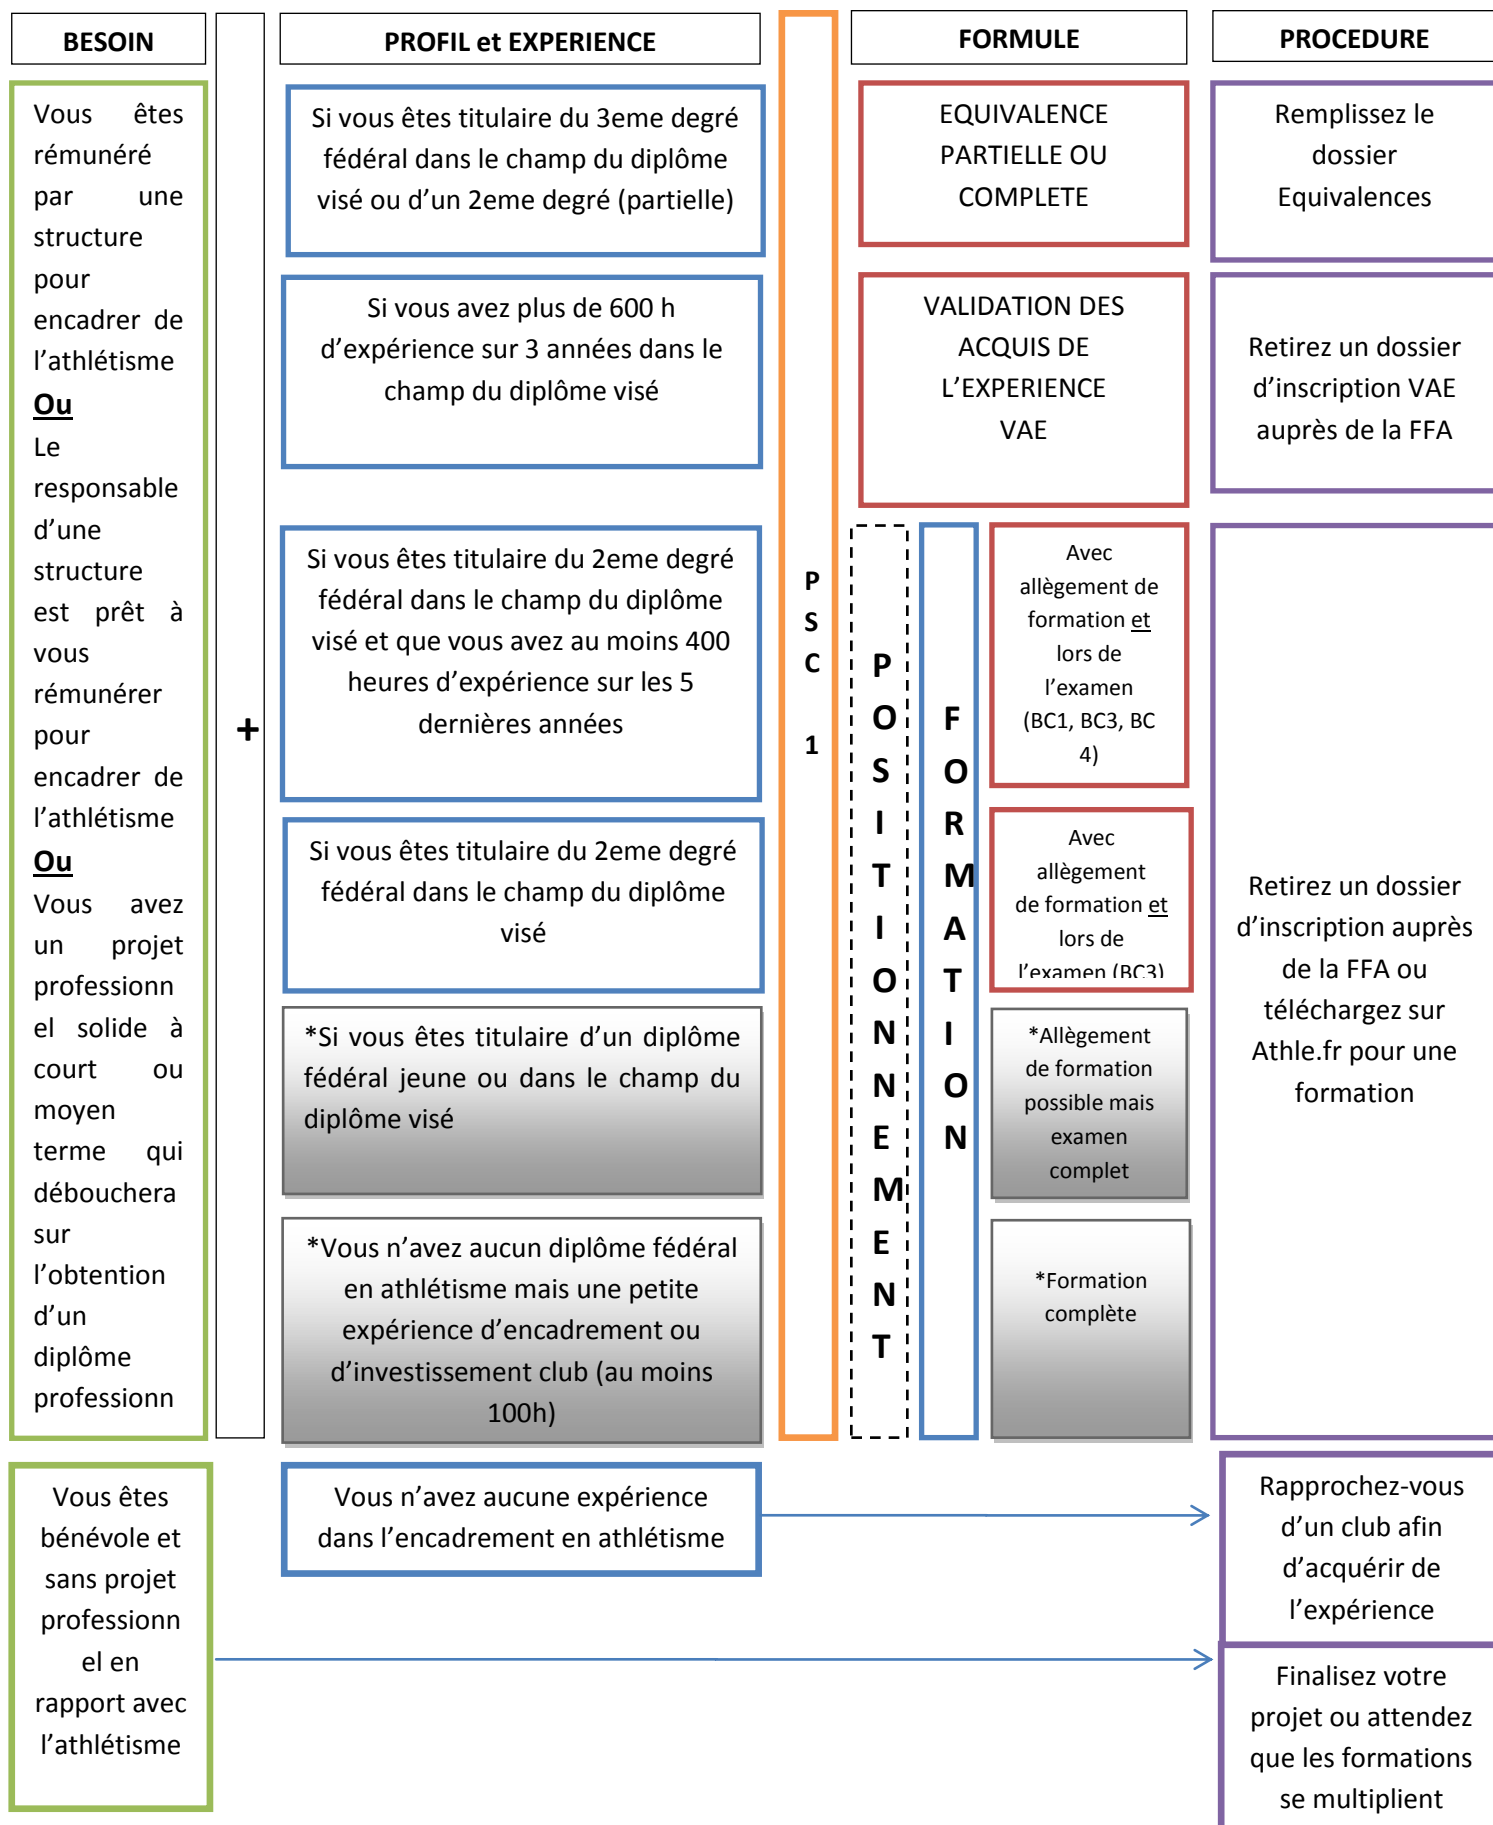 BESOIN
PROFIL et EXPERIENCE
FORMULE
PROCEDURE
Vous êtes
rémunéré
par une
structure
pour
encadrer de
l'athlétisme
Ou
Le
responsable
d'une
structure
est prêt à
vous
rémunérer
pour
encadrer de
l'athlétisme
Ou
Vous avez
un projet
professionn
el solide à
court ou
moyen
terme qui
débouchera
sur
l'obtention
d'un
diplôme
professionn
+
Si vous êtes titulaire du 3eme degré
fédéral dans le champ du diplôme
visé ou d'un 2eme degré (partielle)
Si vous avez plus de 600 h
d'expérience sur 3 années dans le
champ du diplôme visé
Si vous êtes titulaire du 2eme degré
fédéral dans le champ du diplôme
visé et que vous avez au moins 400
heures d'expérience sur les 5
dernières années
Si vous êtes titulaire du 2eme degré
fédéral dans le champ du diplôme
visé
*Si vous êtes titulaire d'un diplôme
fédéral jeune ou dans le champ du
diplôme visé
*Vous n'avez aucun diplôme fédéral
en athlétisme mais une petite
expérience d'encadrement ou
d'investissement club (au moins
100h)
P
S
C
1
EQUIVALENCE
PARTIELLE OU
COMPLETE
VALIDATION DES
ACQUIS DE
L'EXPERIENCE
VAE
P
O
S
I
T
I
O
N
N
E
M
E
N
T
F
O
R
M
A
T
I
O
N
Avec
allègement de
formation et
lors de
l'examen
(BC1, BC3, BC
4)
Avec
allègement
de formation et
lors de
l'examen (BC3)
*Allègement
de formation
possible mais
examen
complet
*Formation
complète
Remplissez le
dossier
Equivalences
Retirez un dossier
d'inscription VAE
auprès de la FFA
Retirez un dossier
d'inscription auprès
de la FFA ou
téléchargez sur
Athle.fr pour une
formation
Vous êtes
bénévole et
sans projet
professionn
el en
rapport avec
l'athlétisme
Vous n'avez aucune expérience
dans l'encadrement en athlétisme
Rapprochez-vous
d'un club afin
d'acquérir de
l'expérience
Finalisez votre
projet ou attendez
que les formations
se multiplient